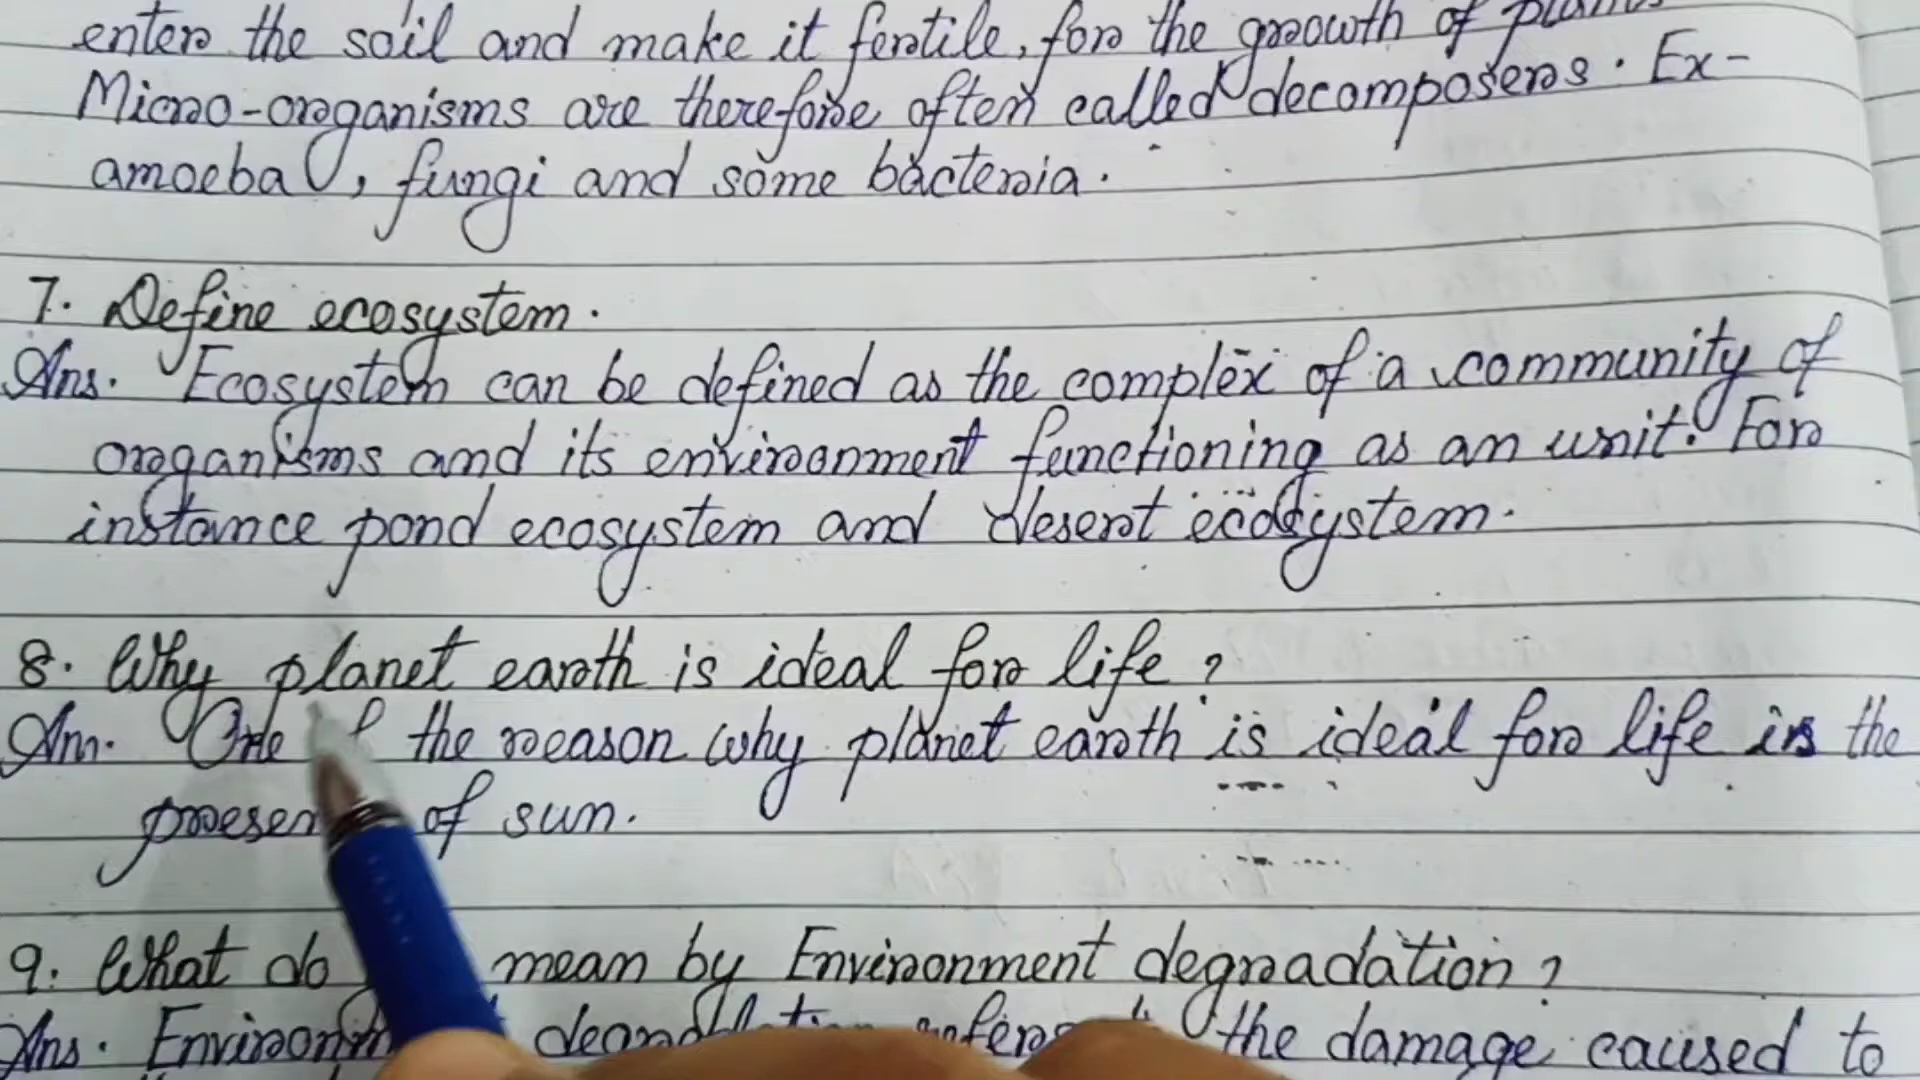 enter the soil and make it fertile, for the growth of plants
Micro-organisms are therefore often called decomposers. Ex-
amoeba, fungi and some bacteria.
7. Define ecosystem.
Ans. Ecosystem can be defined as the complex of a community of
organisms and its environment functioning as an unit. For
instance pond ecosystem and desert ecosystem.
8. Why planet earth is ideal for life?
Ans. One the reason why planet earth is ideal for life is the
of sun.
9. What do mean by Environment degradation?
Ans. the damage caused to